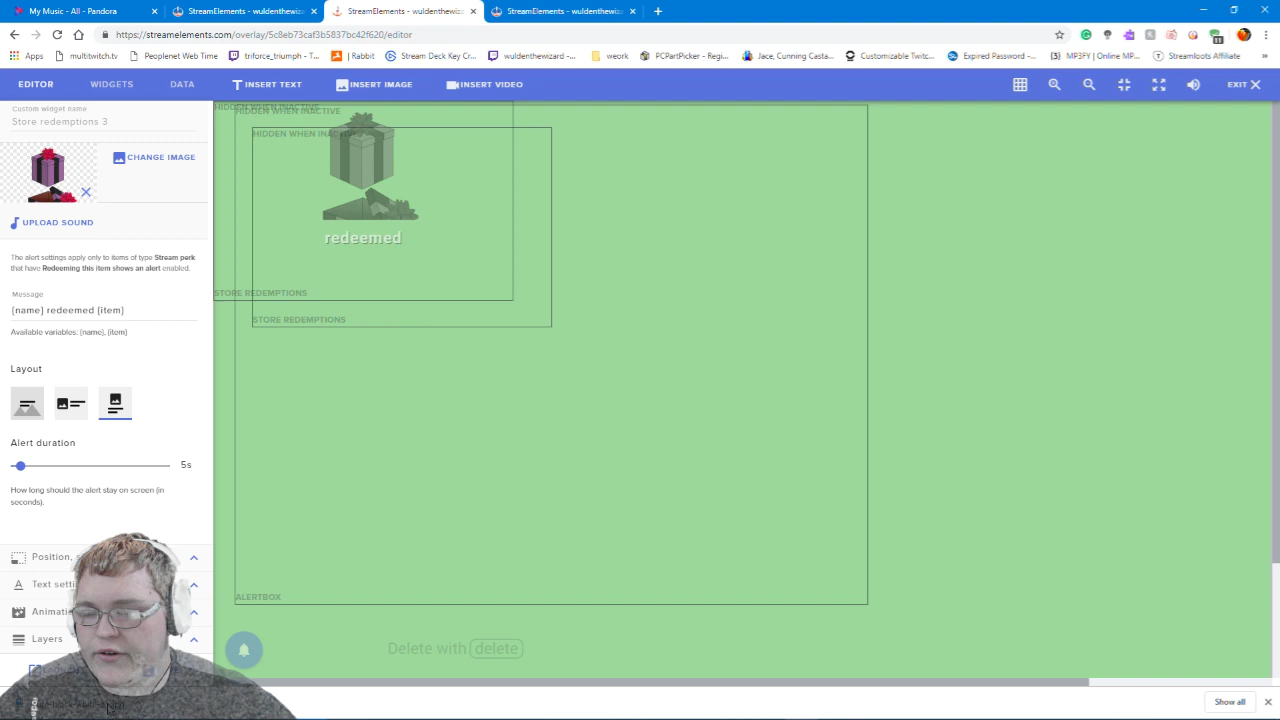 My Music - All - Pandora
StreamElements - wuldenthewiz
StreamElements - wuldenthewiz
StreamElements - wuldenthewiz
https://streamelements.com/overlay/5c8eb73caf3b5837bc42f620/editor
Apps
multitwitch.tv
Peoplenet Web Time
triforce_triumph - T...
| Rabbit
Stream Deck Key Cr...
wuldenthewizard -...
weork
PCPartPicker - Regi...
Jace, Cunning Casta...
Customizable Twitc...
Expired Password -...
MP3FY | Online MP...
Streamloots Affiliate
EDITOR
WIDGETS
DATA
INSERT TEXT
INSERT IMAGE
INSERT VIDEO
EXIT
Custom widget name
Store redemptions 3
CHANGE IMAGE
UPLOAD SOUND
The alert settings apply only to items of type Stream perk
that have Redeeming this item shows an alert enabled.
Message
{name} redeemed {item}
Available variables: {name}, {item}
Layout
Alert duration
5s
How long should the alert stay on screen (in
seconds).
Position, s
Text setti
Animati
Layers
HIDDEN WHEN INACTIVE
HIDDEN WHEN INACTIVE
HIDDEN WHEN INACTIVE
redeemed
STORE REDEMPTIONS
STORE REDEMPTIONS
ALERTBOX
Delete with delete
Show all